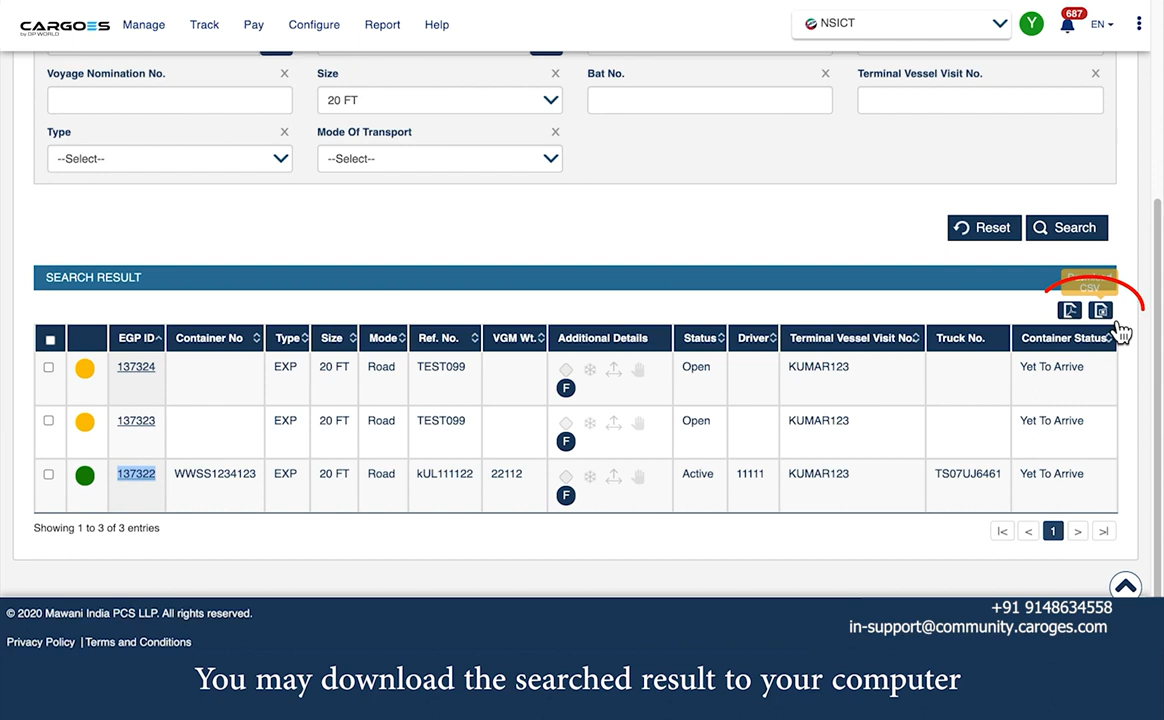 CARGOES
by DP WORLD
Manage Track Pay Configure Report Help
NSICT
Y
687
EN
Voyage Nomination No. X Size X Bat No. X Terminal Vessel Visit No. X
20 FT
Type X Mode Of Transport X
--Select-- --Select--
Reset Search
SEARCH RESULT
Download
CSV
EGP ID Container No Type Size Mode Ref. No. VGM Wt. Additional Details Status Driver Terminal Vessel Visit No. Truck No. Container Status
137324 EXP 20 FT Road TEST099 F Open KUMAR123 Yet To Arrive
137323 EXP 20 FT Road TEST099 F Open KUMAR123 Yet To Arrive
137322 WWSS1234123 EXP 20 FT Road kUL111122 22112 F Active 11111 KUMAR123 TS07UJ6461 Yet To Arrive
Showing 1 to 3 of 3 entries
|< < 1 > >|
© 2020 Mawani India PCS LLP. All rights reserved.
+91 9148634558
in-support@community.caroges.com
Privacy Policy | Terms and Conditions
You may download the searched result to your computer